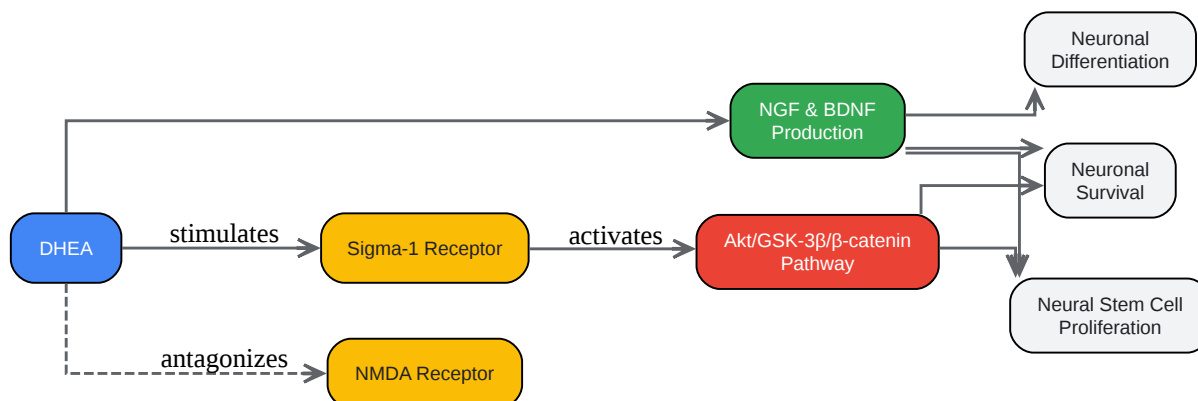 Neuronal
Differentiation
NGF & BDNF
Production
Neuronal
Survival
DHEA
stimulates
Sigma-1 Receptor
activates
Akt/GSK-3β/β-catenin
Pathway
Neural Stem Cell
Proliferation
antagonizes
NMDA Receptor